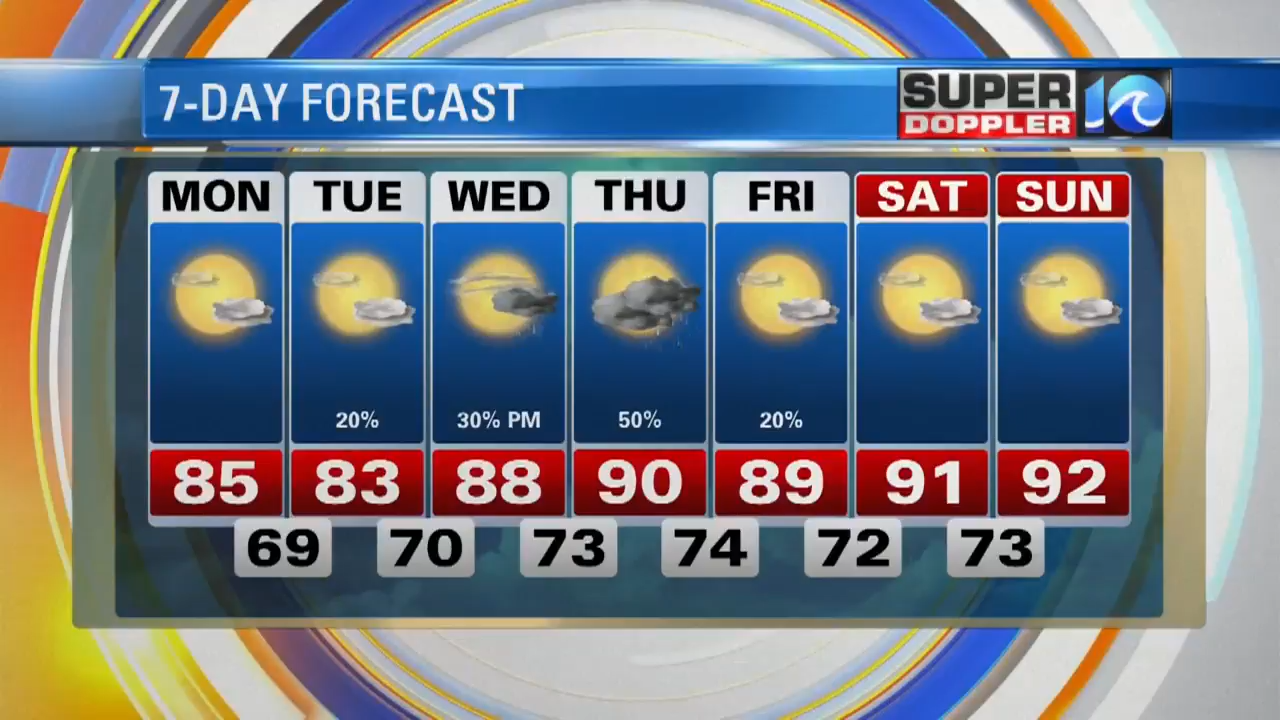 7-DAY FORECAST
SUPER
DOPPLER
10
MON TUE WED THU FRI SAT SUN
20% 30% PM 50% 20%
85 83 88 90 89 91 92
69 70 73 74 72 73